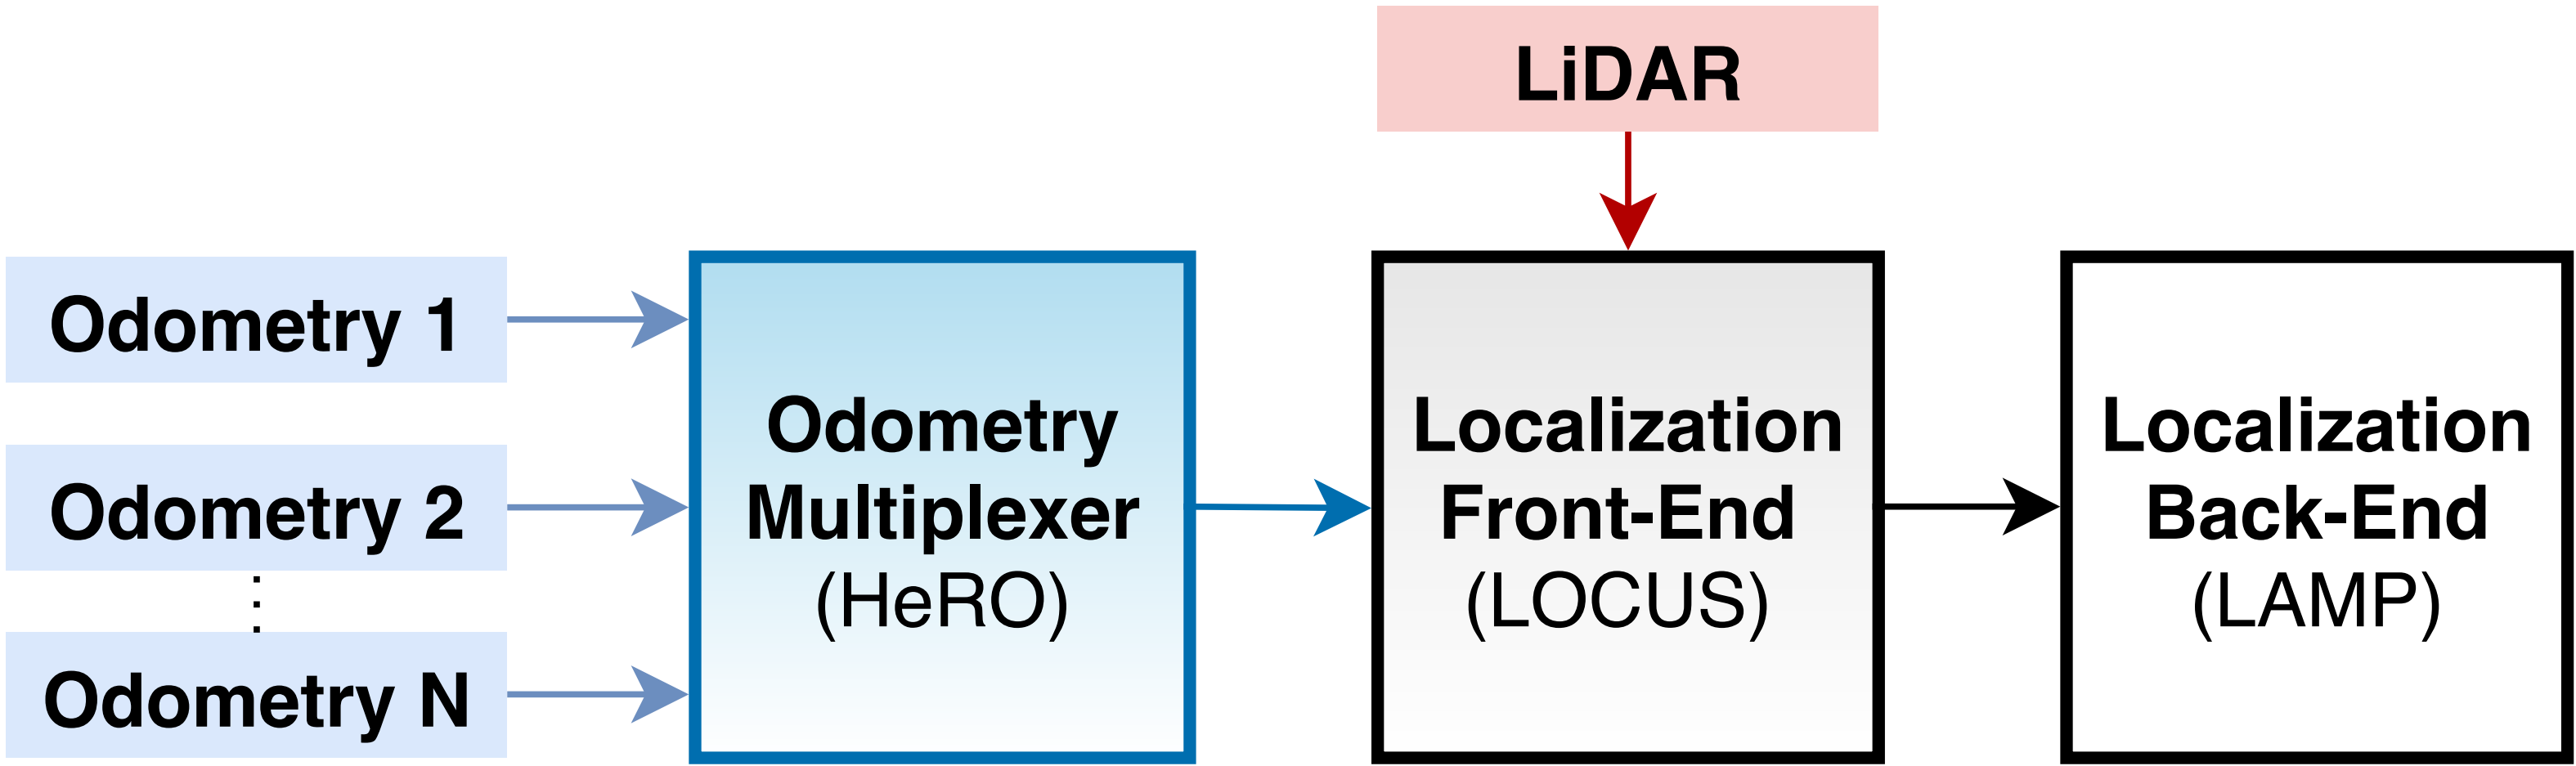 LiDAR
Odometry 1
Odometry 2
Odometry N
Odometry
Multiplexer
(HeRO)
Localization
Front-End
(LOCUS)
Localization
Back-End
(LAMP)